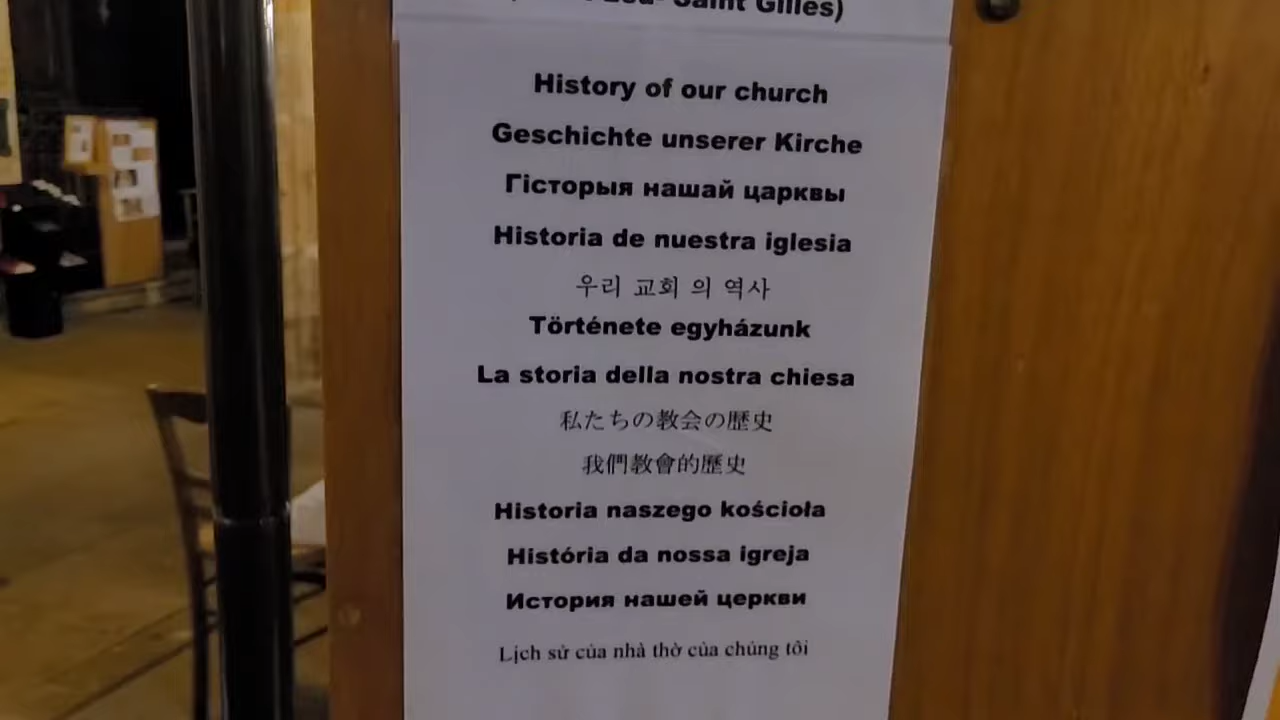 Saint Gilles)
History of our church
Geschichte unserer Kirche
Гісторыя нашай царквы
Historia de nuestra iglesia
우리 교회 의 역사
Története egyházunk
La storia della nostra chiesa
私たちの教会の歴史
我們教會的歷史
Historia naszego kościoła
História da nossa igreja
История нашей церкви
Lịch sử của nhà thờ của chúng tôi